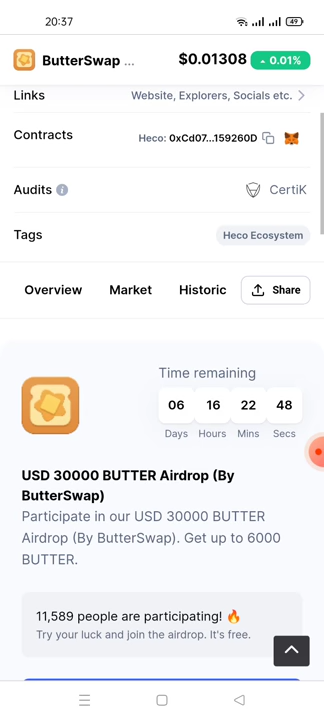 20:37
49
ButterSwap ...
$0.01308
0.01%
Links
Website, Explorers, Socials etc.
Contracts
Heco: 0xCd07...159260D
Audits
CertiK
Tags
Heco Ecosystem
Overview
Market
Historic
Share
Time remaining
06
16
22
48
Days
Hours
Mins
Secs
USD 30000 BUTTER Airdrop (By
ButterSwap)
Participate in our USD 30000 BUTTER
Airdrop (By ButterSwap). Get up to 6000
BUTTER.
11,589 people are participating! 🔥
Try your luck and join the airdrop. It's free.